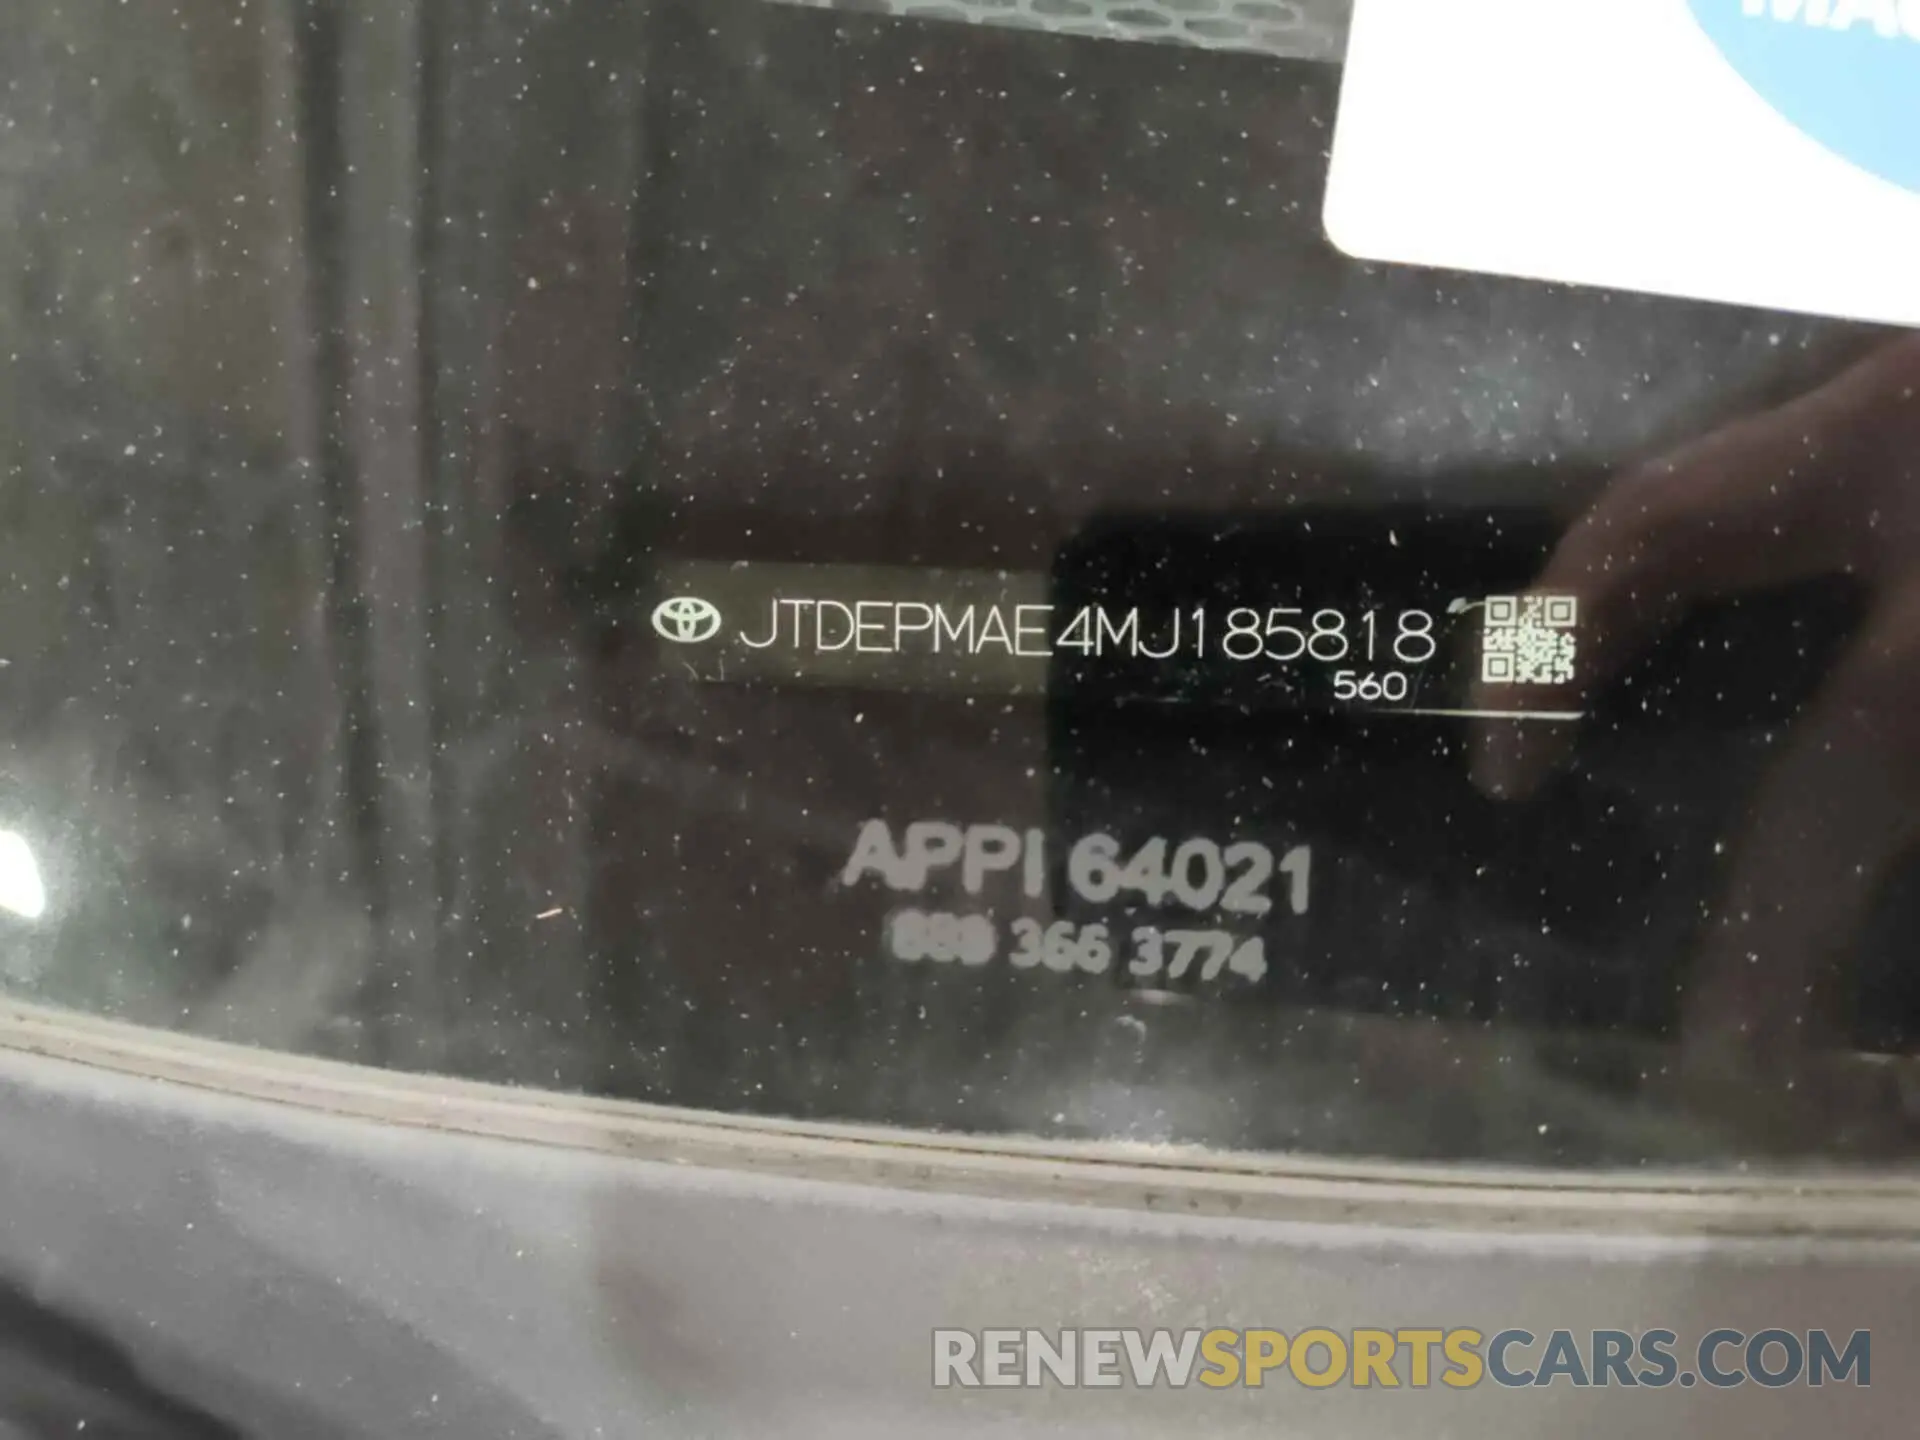 JTDEPMAE4MJ185818
560
APPI 64021
366 3774
RENEWSPORTSCARS.COM